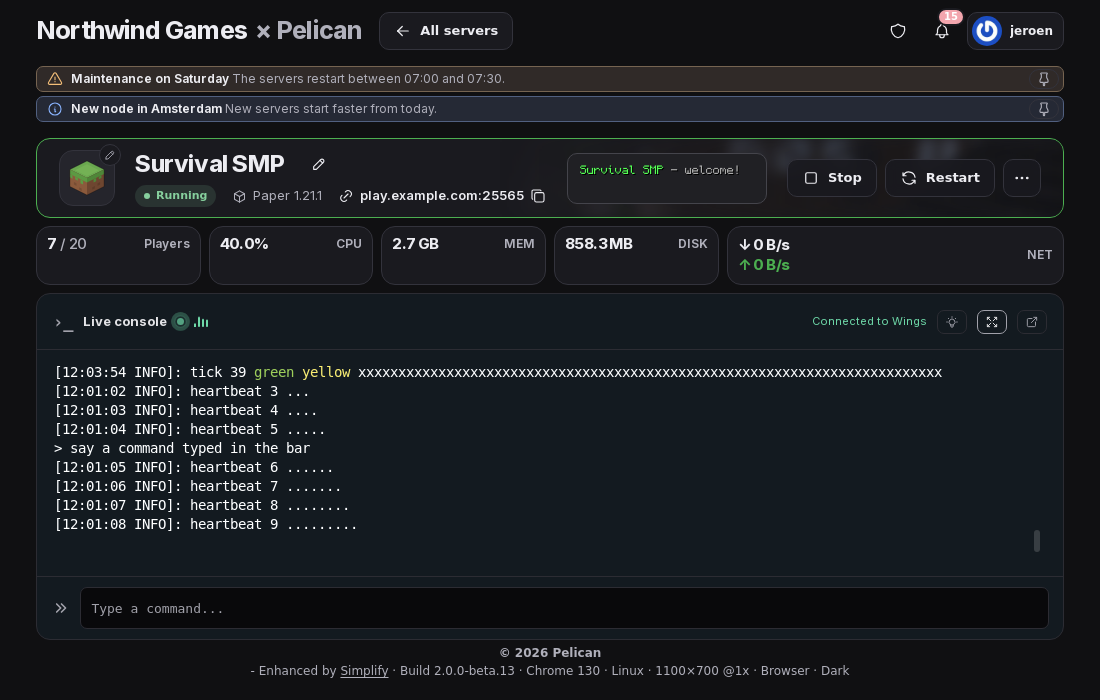 Northwind Games × Pelican
All servers
15
jeroen
Maintenance on Saturday The servers restart between 07:00 and 07:30.
New node in Amsterdam New servers start faster from today.
Survival SMP
Running
Paper 1.21.1
play.example.com:25565
Survival SMP – welcome!
Stop
Restart
...
7 / 20 Players
40.0% CPU
2.7 GB MEM
858.3 MB DISK
↓ 0 B/s
↑ 0 B/s
NET
>_ Live console
Connected to Wings
[12:03:54 INFO]: tick 39 green yellow xxxxxxxxxxxxxxxxxxxxxxxxxxxxxxxxxxxxxxxxxxxxxxxxxxxxxxxxxxxxxxxxxxxxxxxxx
[12:01:02 INFO]: heartbeat 3 ...
[12:01:03 INFO]: heartbeat 4 ....
[12:01:04 INFO]: heartbeat 5 .....
> say a command typed in the bar
[12:01:05 INFO]: heartbeat 6 ......
[12:01:06 INFO]: heartbeat 7 .......
[12:01:07 INFO]: heartbeat 8 ........
[12:01:08 INFO]: heartbeat 9 .........
» Type a command...
© 2026 Pelican
- Enhanced by Simplify · Build 2.0.0-beta.13 · Chrome 130 · Linux · 1100×700 @1x · Browser · Dark